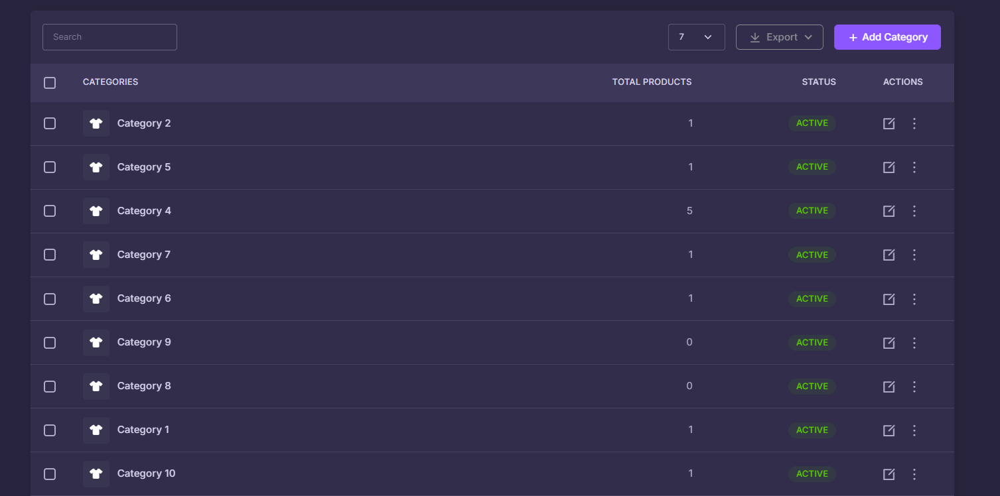 Search
7
Export
+ Add Category
CATEGORIES TOTAL PRODUCTS STATUS ACTIONS
Category 2 1 ACTIVE
Category 5 1 ACTIVE
Category 4 5 ACTIVE
Category 7 1 ACTIVE
Category 6 1 ACTIVE
Category 9 0 ACTIVE
Category 8 0 ACTIVE
Category 1 1 ACTIVE
Category 10 1 ACTIVE